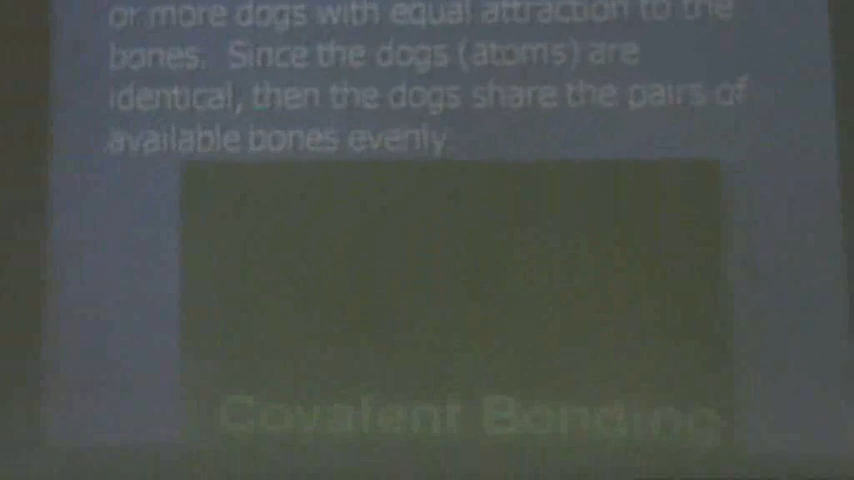 or more dogs with equal attraction to the
bones. Since the dogs (atoms) are
identical, then the dogs share the pairs of
available bones evenly.
Covalent Bonding